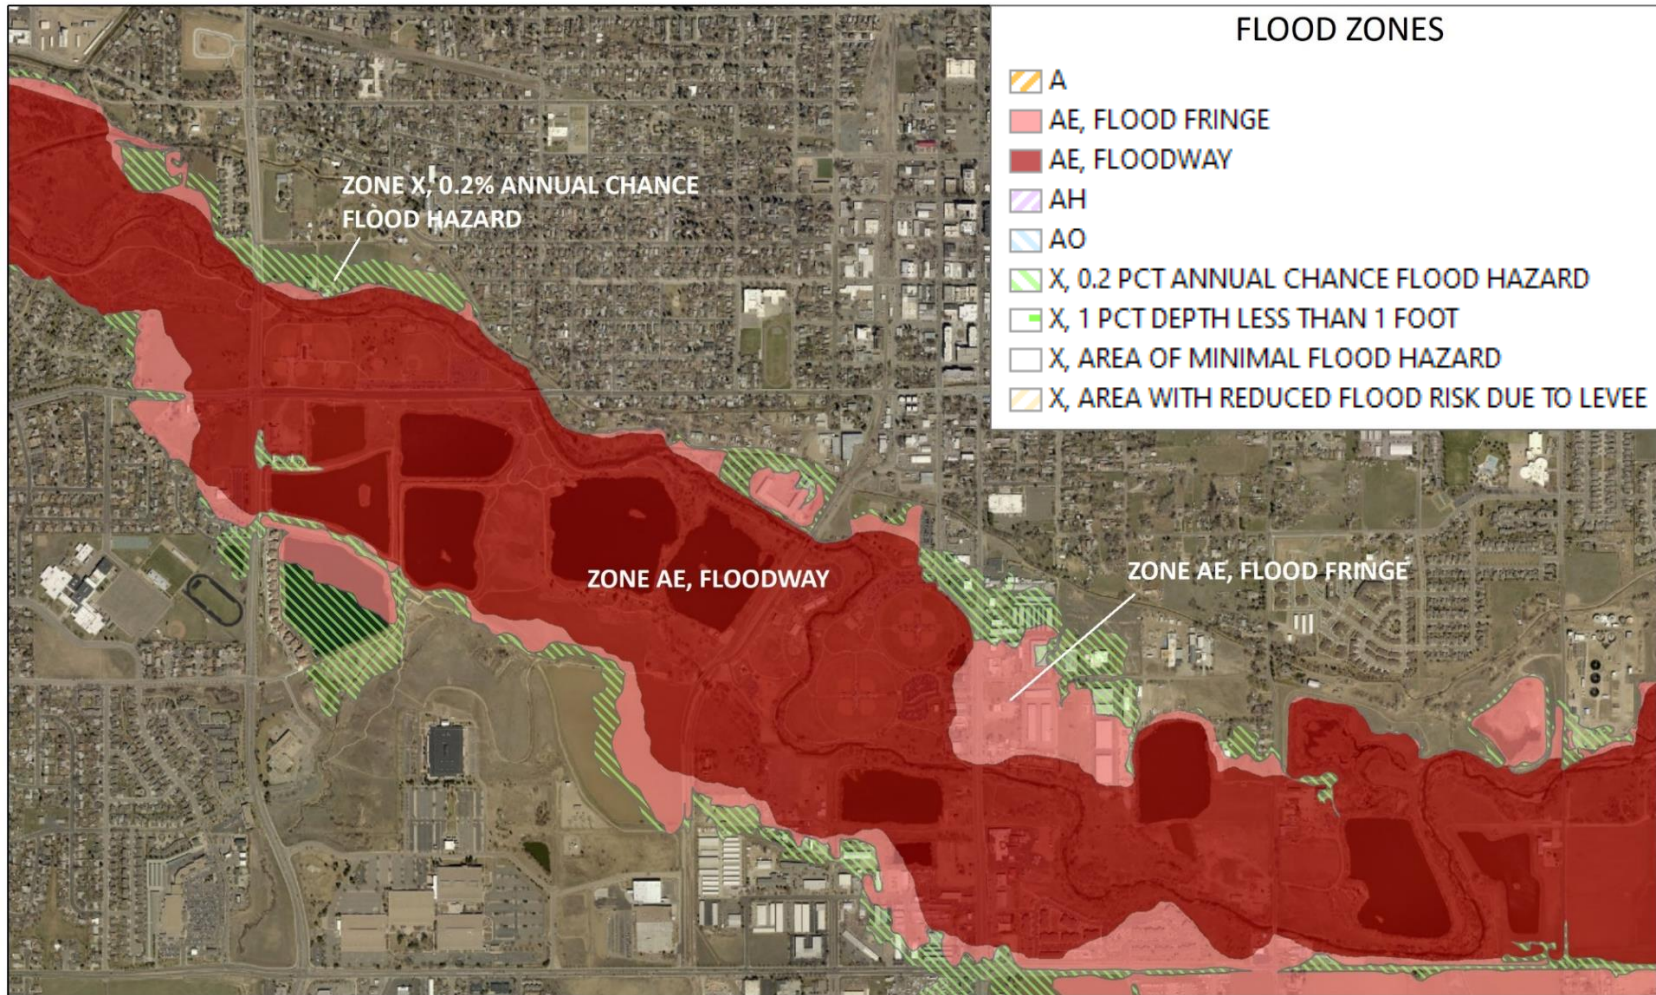 FLOOD ZONES
A
AE, FLOOD FRINGE
AE, FLOODWAY
AH
AO
X, 0.2 PCT ANNUAL CHANCE FLOOD HAZARD
X, 1 PCT DEPTH LESS THAN 1 FOOT
X, AREA OF MINIMAL FLOOD HAZARD
X, AREA WITH REDUCED FLOOD RISK DUE TO LEVEE
ZONE X, 0.2% ANNUAL CHANCE
FLOOD HAZARD
ZONE AE, FLOODWAY
ZONE AE, FLOOD FRINGE